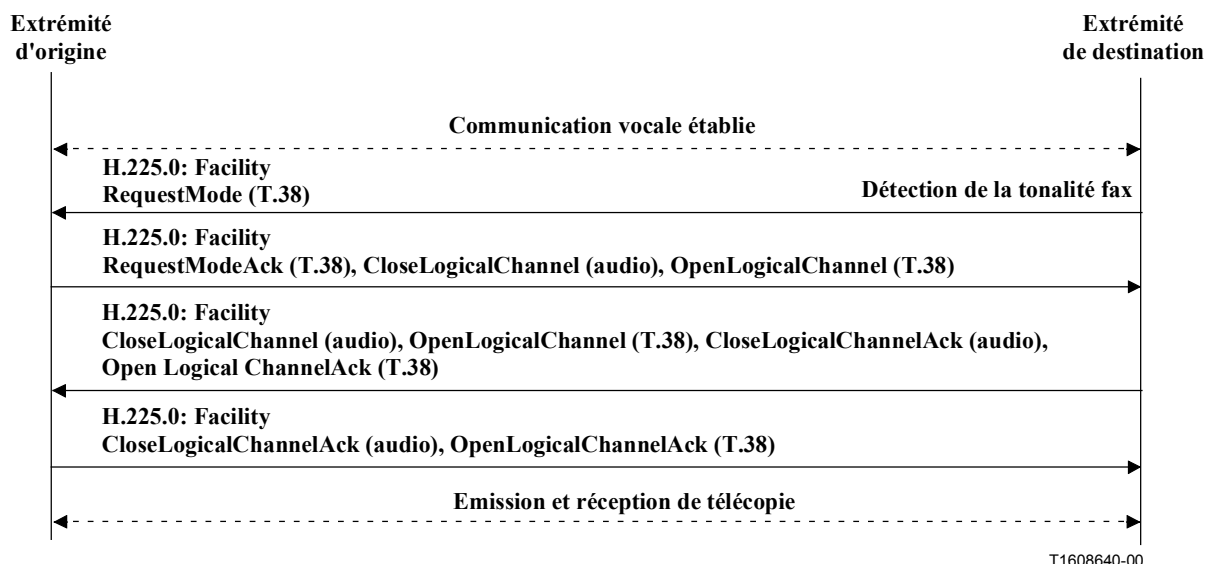 Extrémité
d'origine
Extrémité
de destination
Communication vocale établie
H.225.0: Facility
RequestMode (T.38)
Détection de la tonalité fax
H.225.0: Facility
RequestModeAck (T.38), CloseLogicalChannel (audio), OpenLogicalChannel (T.38)
H.225.0: Facility
CloseLogicalChannel (audio), OpenLogicalChannel (T.38), CloseLogicalChannelAck (audio),
Open Logical ChannelAck (T.38)
H.225.0: Facility
CloseLogicalChannelAck (audio), OpenLogicalChannelAck (T.38)
Emission et réception de télécopie
T1608640-00